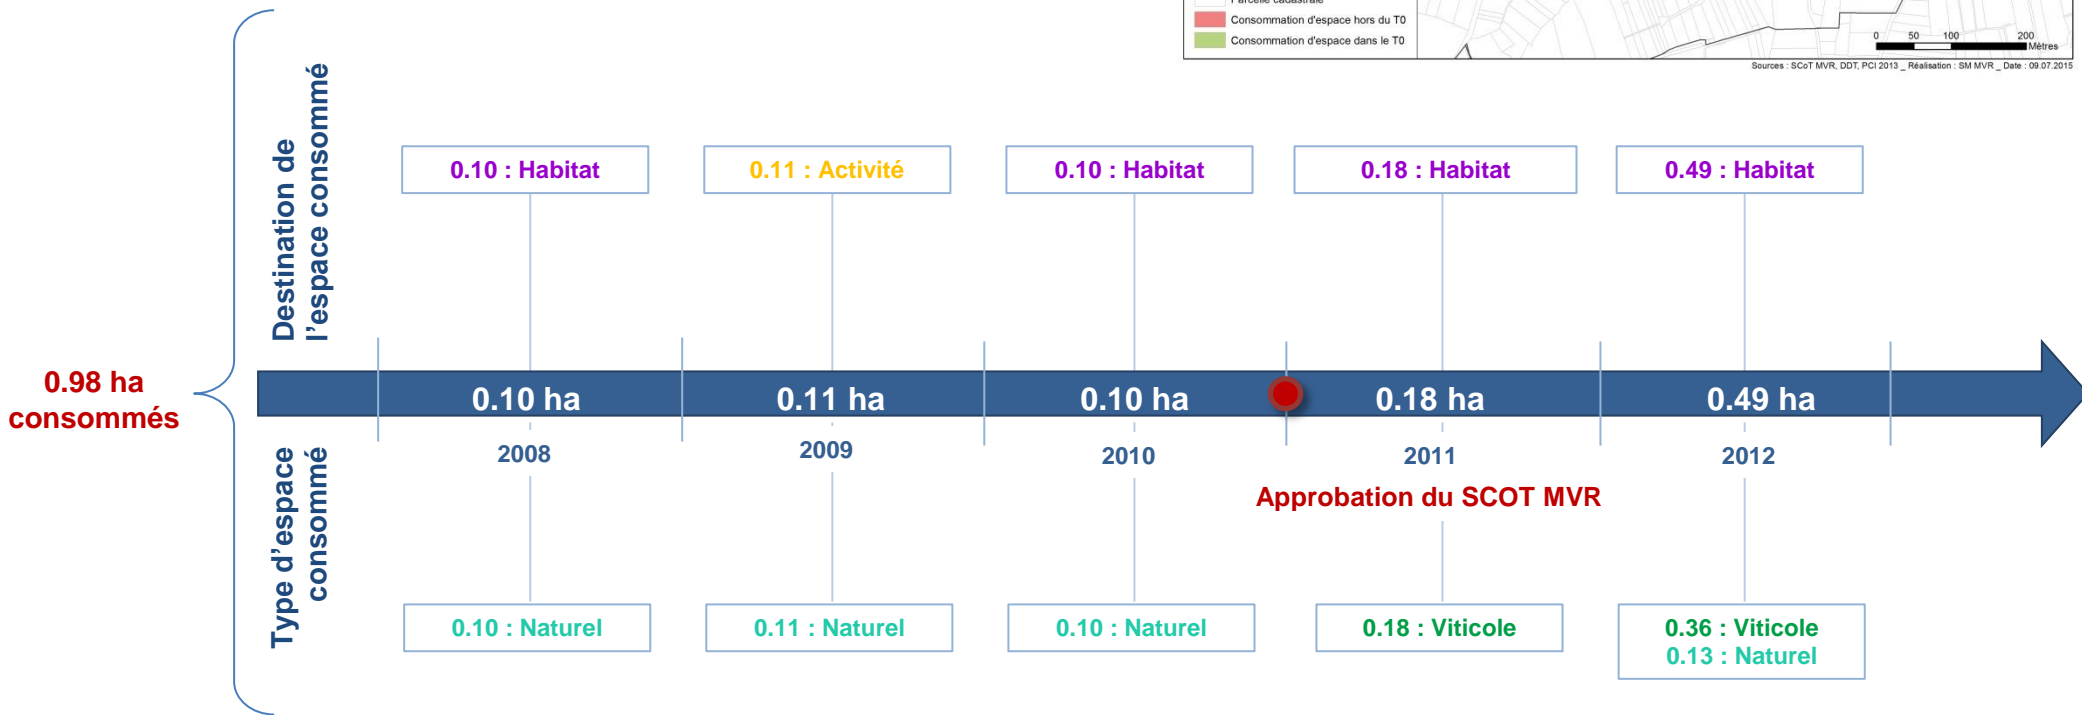 Parcelle cadastrale
Consommation d'espace hors du T0
Consommation d'espace dans le T0
0 50 100 200
Mètres
Sources : SCoT MVR, DDT, PCI 2013 _ Réalisation : SM MVR _ Date : 09.07.2015
Destination de
l'espace consommé
0.10 : Habitat
0.11 : Activité
0.10 : Habitat
0.18 : Habitat
0.49 : Habitat
0.98 ha
consommés
0.10 ha
0.11 ha
0.10 ha
0.18 ha
0.49 ha
2008
2009
2010
2011
2012
Approbation du SCOT MVR
Type d'espace
consommé
0.10 : Naturel
0.11 : Naturel
0.10 : Naturel
0.18 : Viticole
0.36 : Viticole
0.13 : Naturel